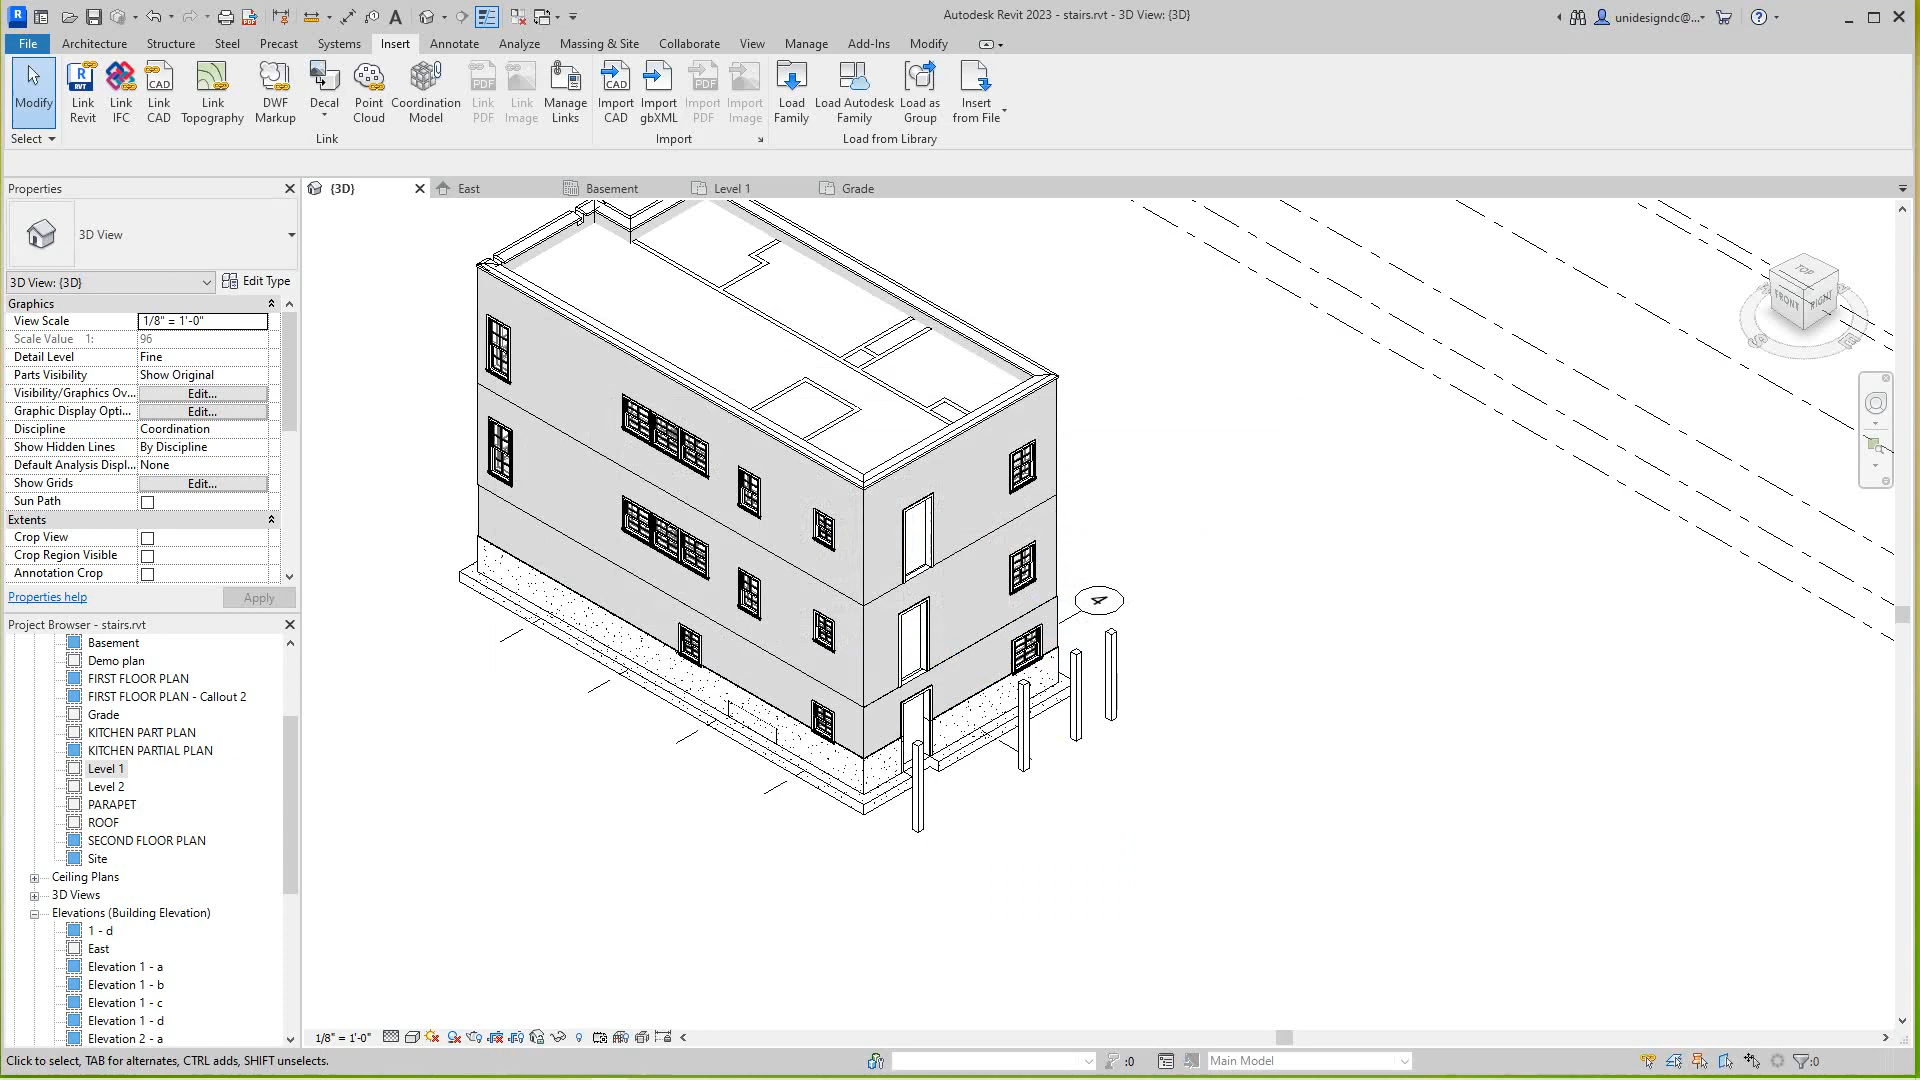 Autodesk Revit 2023 - stairs.rvt - 3D View: {3D}
unidesigndc@...
File Architecture Structure Steel Precast Systems Insert Annotate Analyze Massing & Site Collaborate View Manage Add-Ins Modify
Modify
Link Revit
Link IFC
Link CAD
Link Topography
DWF Markup
Decal
Point Cloud
Coordination Model
Link PDF
Link Image
Manage Links
Import CAD
Import gbXML
Import PDF
Import Image
Load Family
Load Autodesk Family
Load as Group
Insert from File
Select
Link
Import
Load from Library
Properties
{3D}
East
Basement
Level 1
Grade
3D View
3D View: {3D}
Edit Type
Graphics
View Scale 1/8" = 1'-0"
Scale Value 1: 96
Detail Level Fine
Parts Visibility Show Original
Visibility/Graphics Ov... Edit...
Graphic Display Opti... Edit...
Discipline Coordination
Show Hidden Lines By Discipline
Default Analysis Displ... None
Show Grids Edit...
Sun Path
Extents
Crop View
Crop Region Visible
Annotation Crop
Properties help
Apply
Project Browser - stairs.rvt
Basement
Demo plan
FIRST FLOOR PLAN
FIRST FLOOR PLAN - Callout 2
Grade
KITCHEN PART PLAN
KITCHEN PARTIAL PLAN
Level 1
Level 2
PARAPET
ROOF
SECOND FLOOR PLAN
Site
Ceiling Plans
3D Views
Elevations (Building Elevation)
1 - d
East
Elevation 1 - a
Elevation 1 - b
Elevation 1 - c
Elevation 1 - d
Elevation 2 - a
TOP
FRONT
RIGHT
4
1/8" = 1'-0"
Click to select, TAB for alternates, CTRL adds, SHIFT unselects.
:0
Main Model
:0